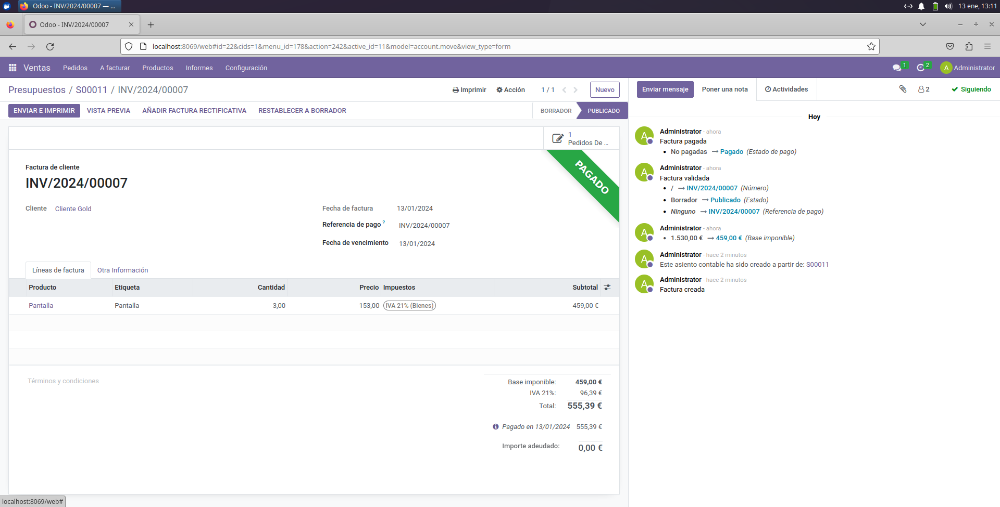 Odoo - INV/2024/00007 — ...
13 ene, 13:11
Odoo - INV/2024/00007
localhost:8069/web#id=22&cids=1&menu_id=178&action=242&active_id=11&model=account.move&view_type=form
Ventas Pedidos A facturar Productos Informes Configuración
1 2 A Administrator
Presupuestos / S00011 / INV/2024/00007
Imprimir Acción 1 / 1 Nuevo
ENVIAR E IMPRIMIR VISTA PREVIA AÑADIR FACTURA RECTIFICATIVA RESTABLECER A BORRADOR
BORRADOR PUBLICADO
1
Pedidos De ...
PAGADO
Factura de cliente
INV/2024/00007
Cliente Cliente Gold
Fecha de factura 13/01/2024
Referencia de pago ? INV/2024/00007
Fecha de vencimiento 13/01/2024
Líneas de factura Otra Información
Producto Etiqueta Cantidad Precio Impuestos Subtotal
Pantalla Pantalla 3,00 153,00 IVA 21% (Bienes) 459,00 €
Términos y condiciones
Base imponible: 459,00 €
IVA 21%: 96,39 €
Total: 555,39 €
Pagado en 13/01/2024 555,39 €
Importe adeudado: 0,00 €
Enviar mensaje Poner una nota Actividades 2 Siguiendo
Hoy
A Administrator - ahora
Factura pagada
• No pagadas → Pagado (Estado de pago)
A Administrator - ahora
Factura validada
• / → INV/2024/00007 (Número)
• Borrador → Publicado (Estado)
• Ninguno → INV/2024/00007 (Referencia de pago)
A Administrator - ahora
• 1.530,00 € → 459,00 € (Base imponible)
A Administrator - hace 2 minutos
Este asiento contable ha sido creado a partir de: S00011
A Administrator - hace 2 minutos
Factura creada
localhost:8069/web#